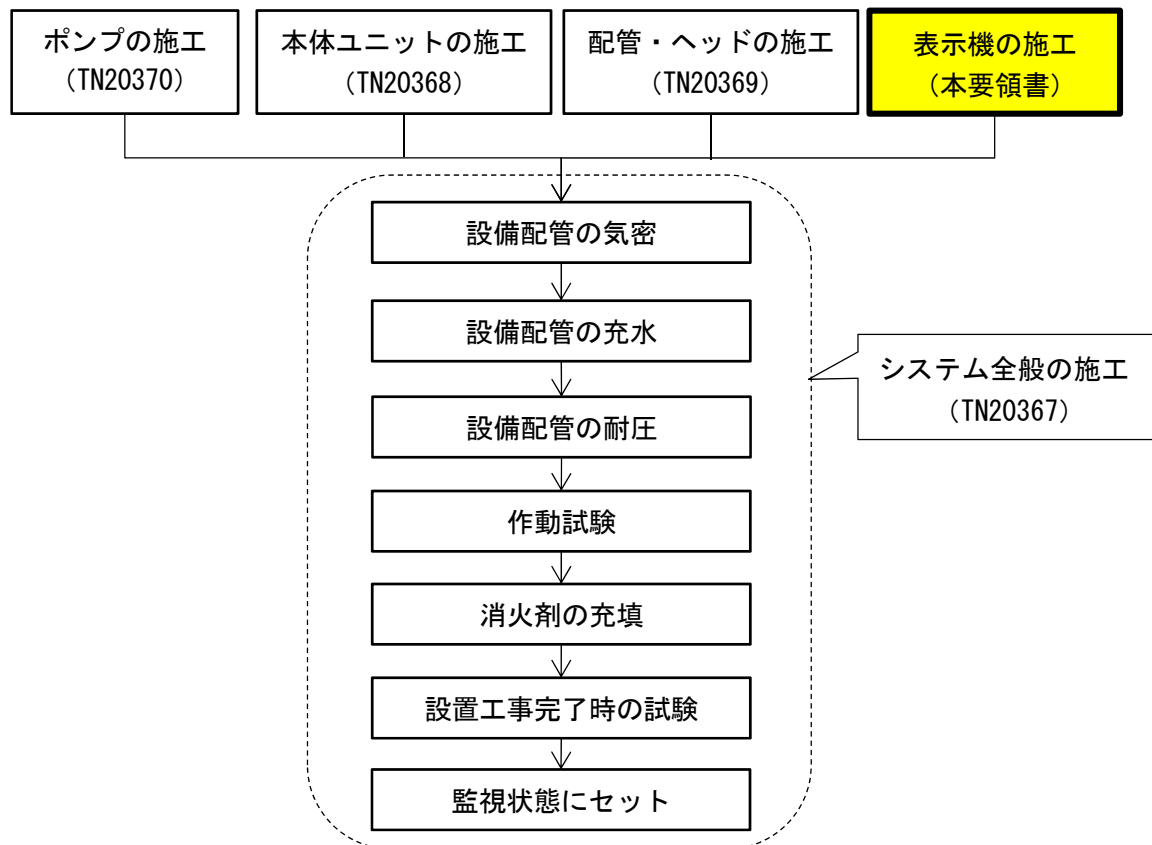 ポンプの施工
（TN20370）
本体ユニットの施工
（TN20368）
配管・ヘッドの施工
（TN20369）
表示機の施工
（本要領書）
設備配管の気密
設備配管の充水
設備配管の耐圧
作動試験
消火剤の充填
設置工事完了時の試験
監視状態にセット
システム全般の施工
（TN20367）